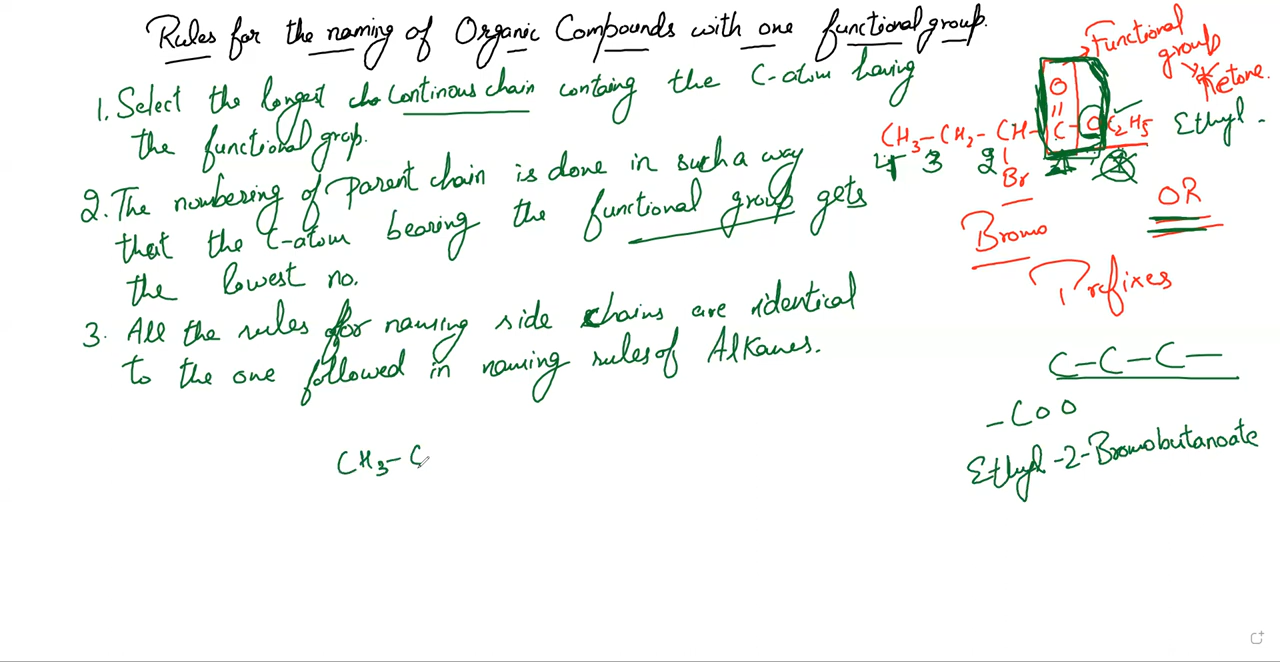 Rules for the naming of Organic Compounds with one functional group.
1. Select the longest continous chain containg the C-atom having
the functional group.
2. The numbering of parent chain is done in such a way
that the C-atom bearing the functional group gets
the lowest no.
3. All the rules for naming side chains are identical
to the one followed in naming rules of Alkanes.
CH3-C
Functional
group
Ketone.
O
CH3-CH2-CH-C-O C2H5 Ethyl -
4 3 2 1
Br
OR
Bromo
Prefixes
C-C-C-
-COO
Ethyl-2-Bromobutanoate